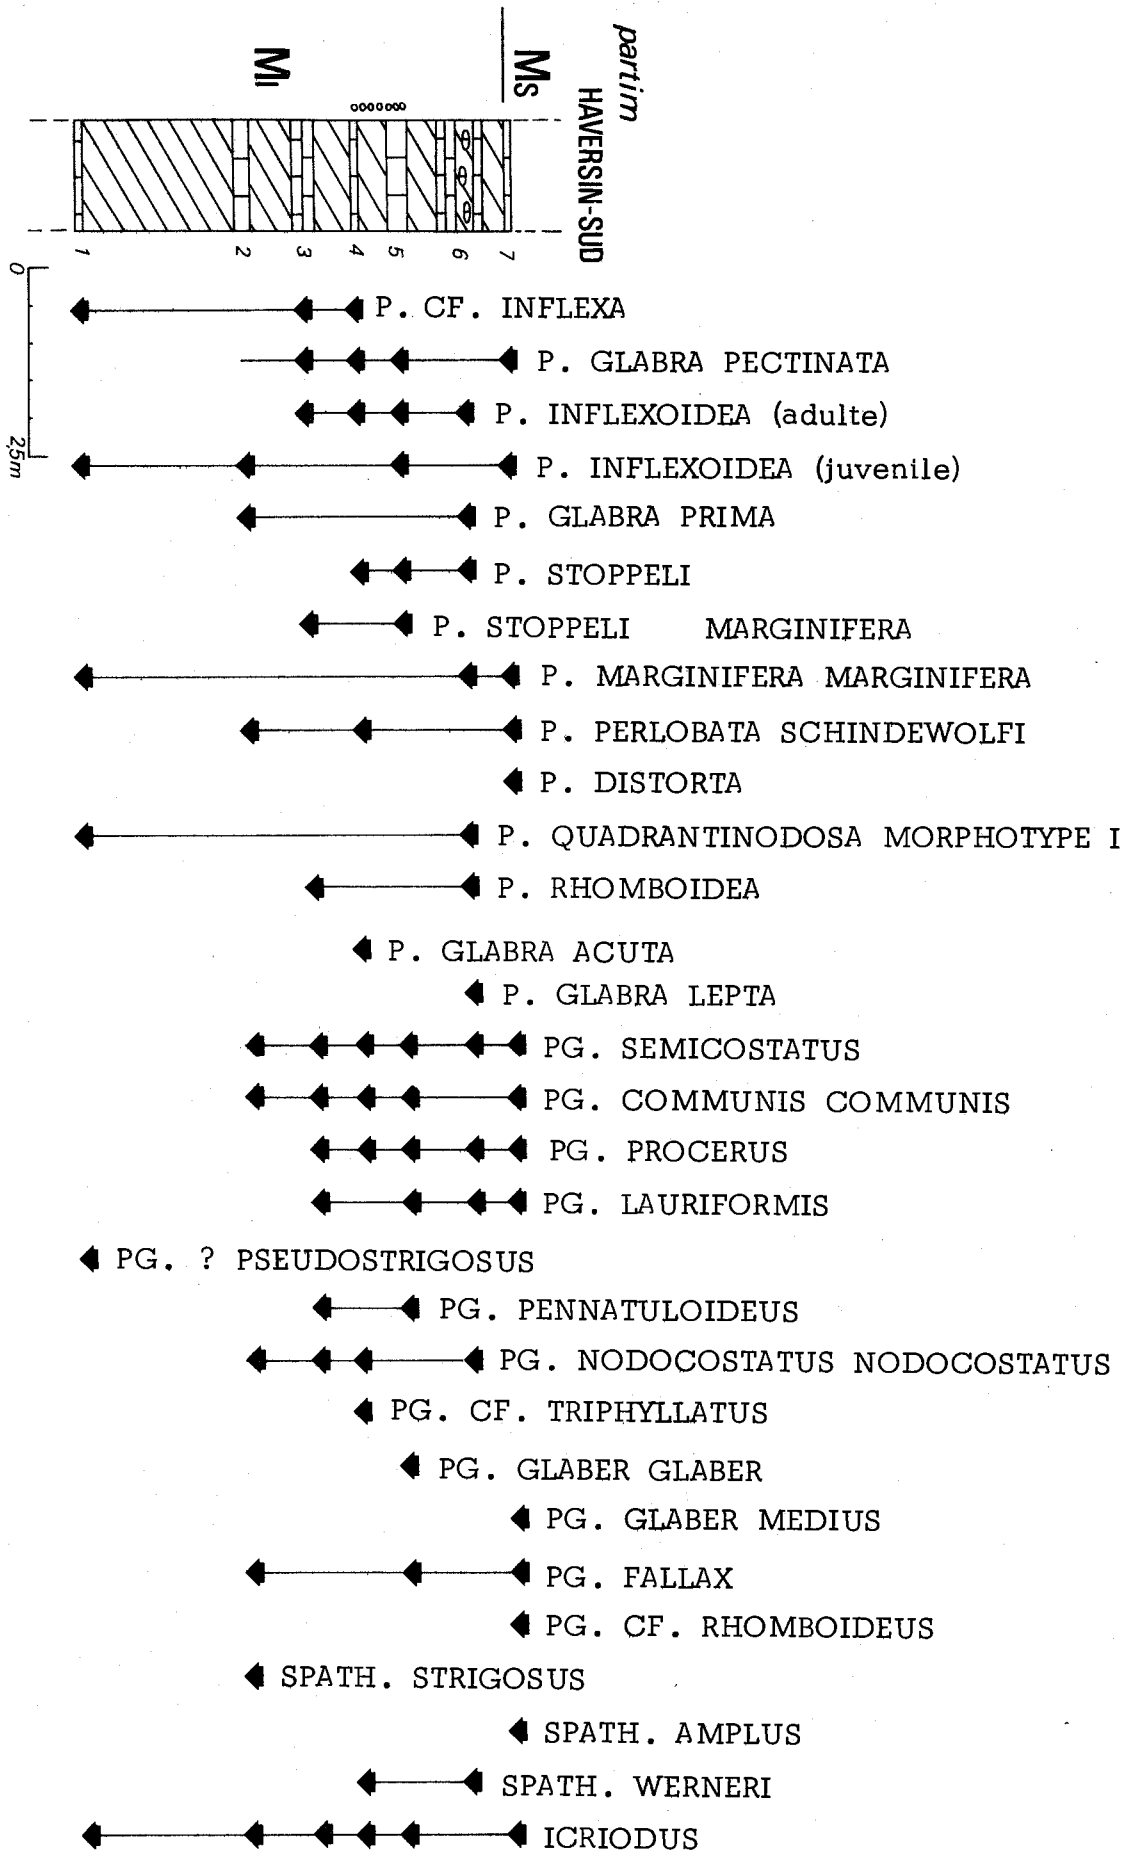 partim
HAVERSIN-SUD
Ms
MI
1 2 3 4 5 6 7
0
2,5m
P. CF. INFLEXA
P. GLABRA PECTINATA
P. INFLEXOIDEA (adulte)
P. INFLEXOIDEA (juvenile)
P. GLABRA PRIMA
P. STOPPELI
P. STOPPELI MARGINIFERA
P. MARGINIFERA MARGINIFERA
P. PERLOBATA SCHINDEWOLFI
P. DISTORTA
P. QUADRANTINODOSA MORPHOTYPE I
P. RHOMBOIDEA
P. GLABRA ACUTA
P. GLABRA LEPTA
PG. SEMICOSTATUS
PG. COMMUNIS COMMUNIS
PG. PROCERUS
PG. LAURIFORMIS
PG. ? PSEUDOSTRIGOSUS
PG. PENNATULOIDEUS
PG. NODOCOSTATUS NODOCOSTATUS
PG. CF. TRIPHYLLATUS
PG. GLABER GLABER
PG. GLABER MEDIUS
PG. FALLAX
PG. CF. RHOMBOIDEUS
SPATH. STRIGOSUS
SPATH. AMPLUS
SPATH. WERNERI
ICRIODUS